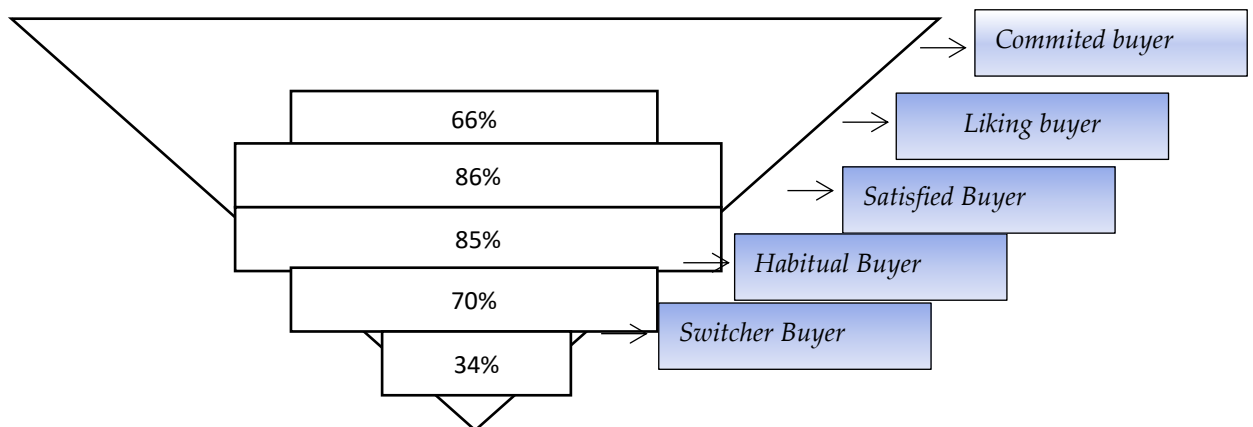 Commited buyer
66%
Liking buyer
86%
Satisfied Buyer
85%
Habitual Buyer
70%
Switcher Buyer
34%